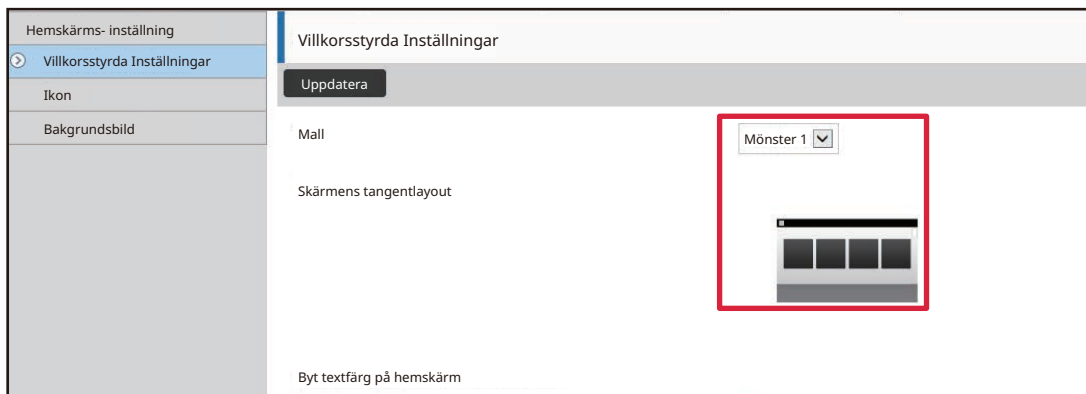 Hemskärms- inställning
Villkorsstyrda Inställningar
Ikon
Bakgrundsbild
Villkorsstyrda Inställningar
Uppdatera
Mall
Mönster 1
Skärmens tangentlayout
Byt textfärg på hemskärm